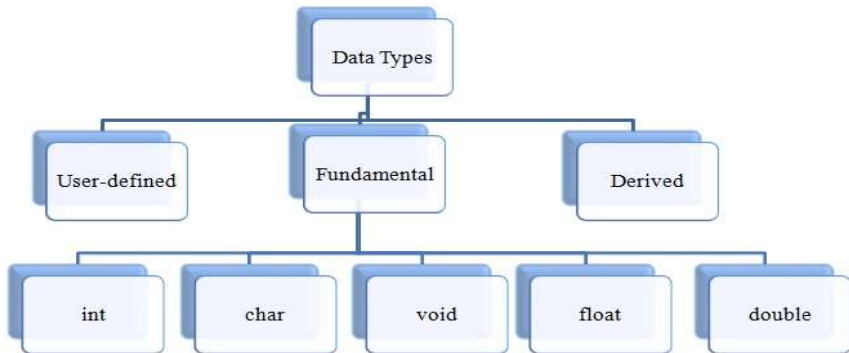 Data Types
User-defined
Fundamental
Derived
int
char
void
float
double